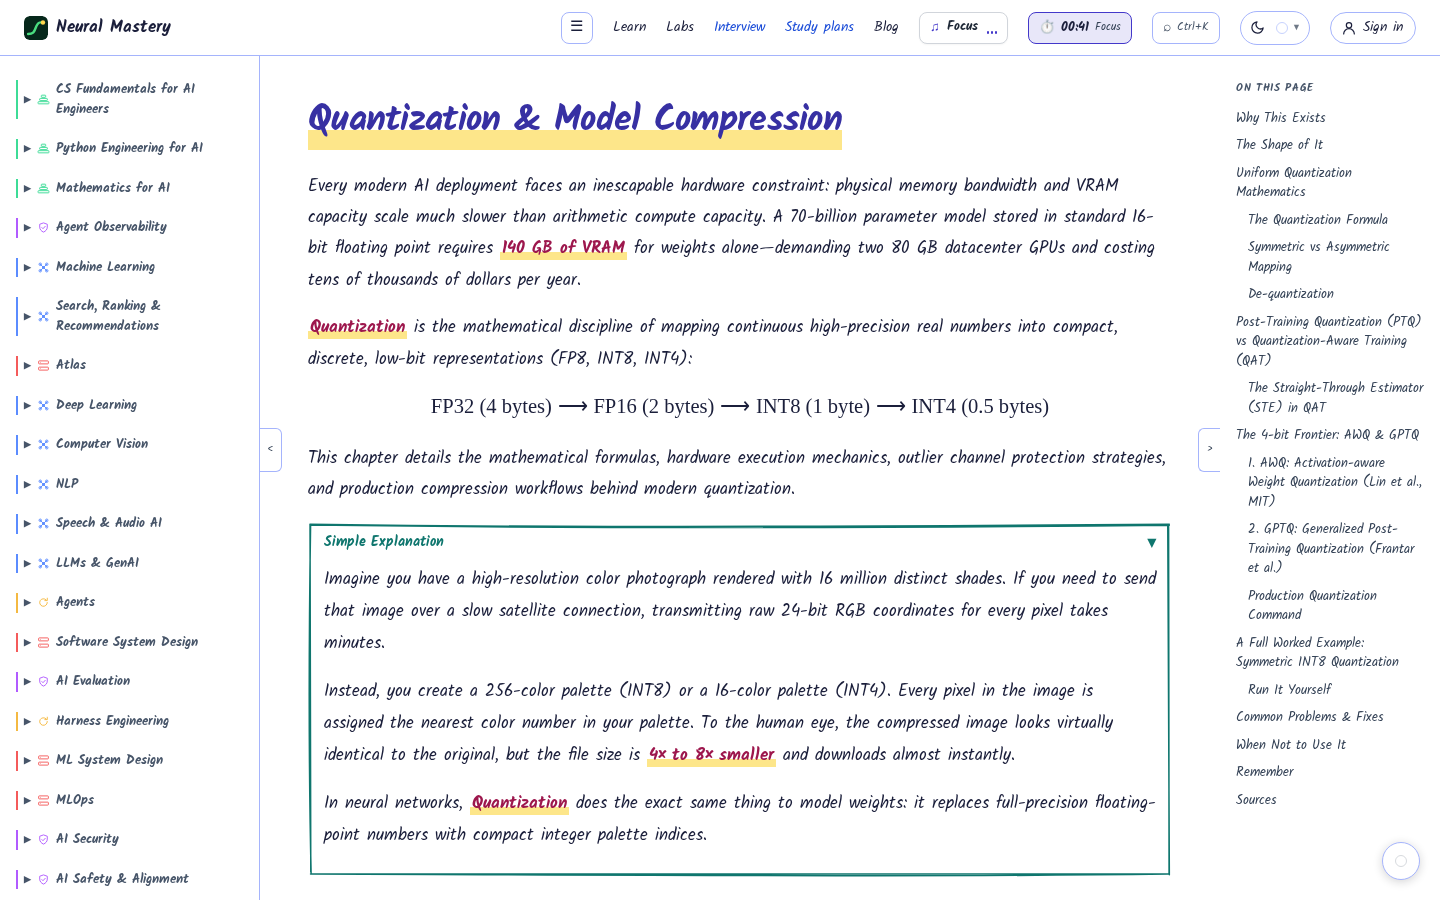 Neural Mastery
☰ Learn Labs Interview Study plans Blog ♫ Focus ... ⏱ 00:41 Focus ⌕ Ctrl+K ▾ Sign in
▶ CS Fundamentals for AI
Engineers
▶ Python Engineering for AI
▶ Mathematics for AI
▶ Agent Observability
▶ Machine Learning
▶ Search, Ranking &
Recommendations
▶ Atlas
▶ Deep Learning
▶ Computer Vision
▶ NLP
▶ Speech & Audio AI
▶ LLMs & GenAI
▶ Agents
▶ Software System Design
▶ AI Evaluation
▶ Harness Engineering
▶ ML System Design
▶ MLOps
▶ AI Security
▶ AI Safety & Alignment
<
Quantization & Model Compression
Every modern AI deployment faces an inescapable hardware constraint: physical memory bandwidth and VRAM
capacity scale much slower than arithmetic compute capacity. A 70-billion parameter model stored in standard 16-
bit floating point requires 140 GB of VRAM for weights alone—demanding two 80 GB datacenter GPUs and costing
tens of thousands of dollars per year.
Quantization is the mathematical discipline of mapping continuous high-precision real numbers into compact,
discrete, low-bit representations (FP8, INT8, INT4):
FP32 (4 bytes) ⟶ FP16 (2 bytes) ⟶ INT8 (1 byte) ⟶ INT4 (0.5 bytes)
This chapter details the mathematical formulas, hardware execution mechanics, outlier channel protection strategies,
and production compression workflows behind modern quantization.
Simple Explanation ▼
Imagine you have a high-resolution color photograph rendered with 16 million distinct shades. If you need to send
that image over a slow satellite connection, transmitting raw 24-bit RGB coordinates for every pixel takes
minutes.
Instead, you create a 256-color palette (INT8) or a 16-color palette (INT4). Every pixel in the image is
assigned the nearest color number in your palette. To the human eye, the compressed image looks virtually
identical to the original, but the file size is 4× to 8× smaller and downloads almost instantly.
In neural networks, Quantization does the exact same thing to model weights: it replaces full-precision floating-
point numbers with compact integer palette indices.
>
ON THIS PAGE
Why This Exists
The Shape of It
Uniform Quantization
Mathematics
The Quantization Formula
Symmetric vs Asymmetric
Mapping
De-quantization
Post-Training Quantization (PTQ)
vs Quantization-Aware Training
(QAT)
The Straight-Through Estimator
(STE) in QAT
The 4-bit Frontier: AWQ & GPTQ
1. AWQ: Activation-aware
Weight Quantization (Lin et al.,
MIT)
2. GPTQ: Generalized Post-
Training Quantization (Frantar
et al.)
Production Quantization
Command
A Full Worked Example:
Symmetric INT8 Quantization
Run It Yourself
Common Problems & Fixes
When Not to Use It
Remember
Sources